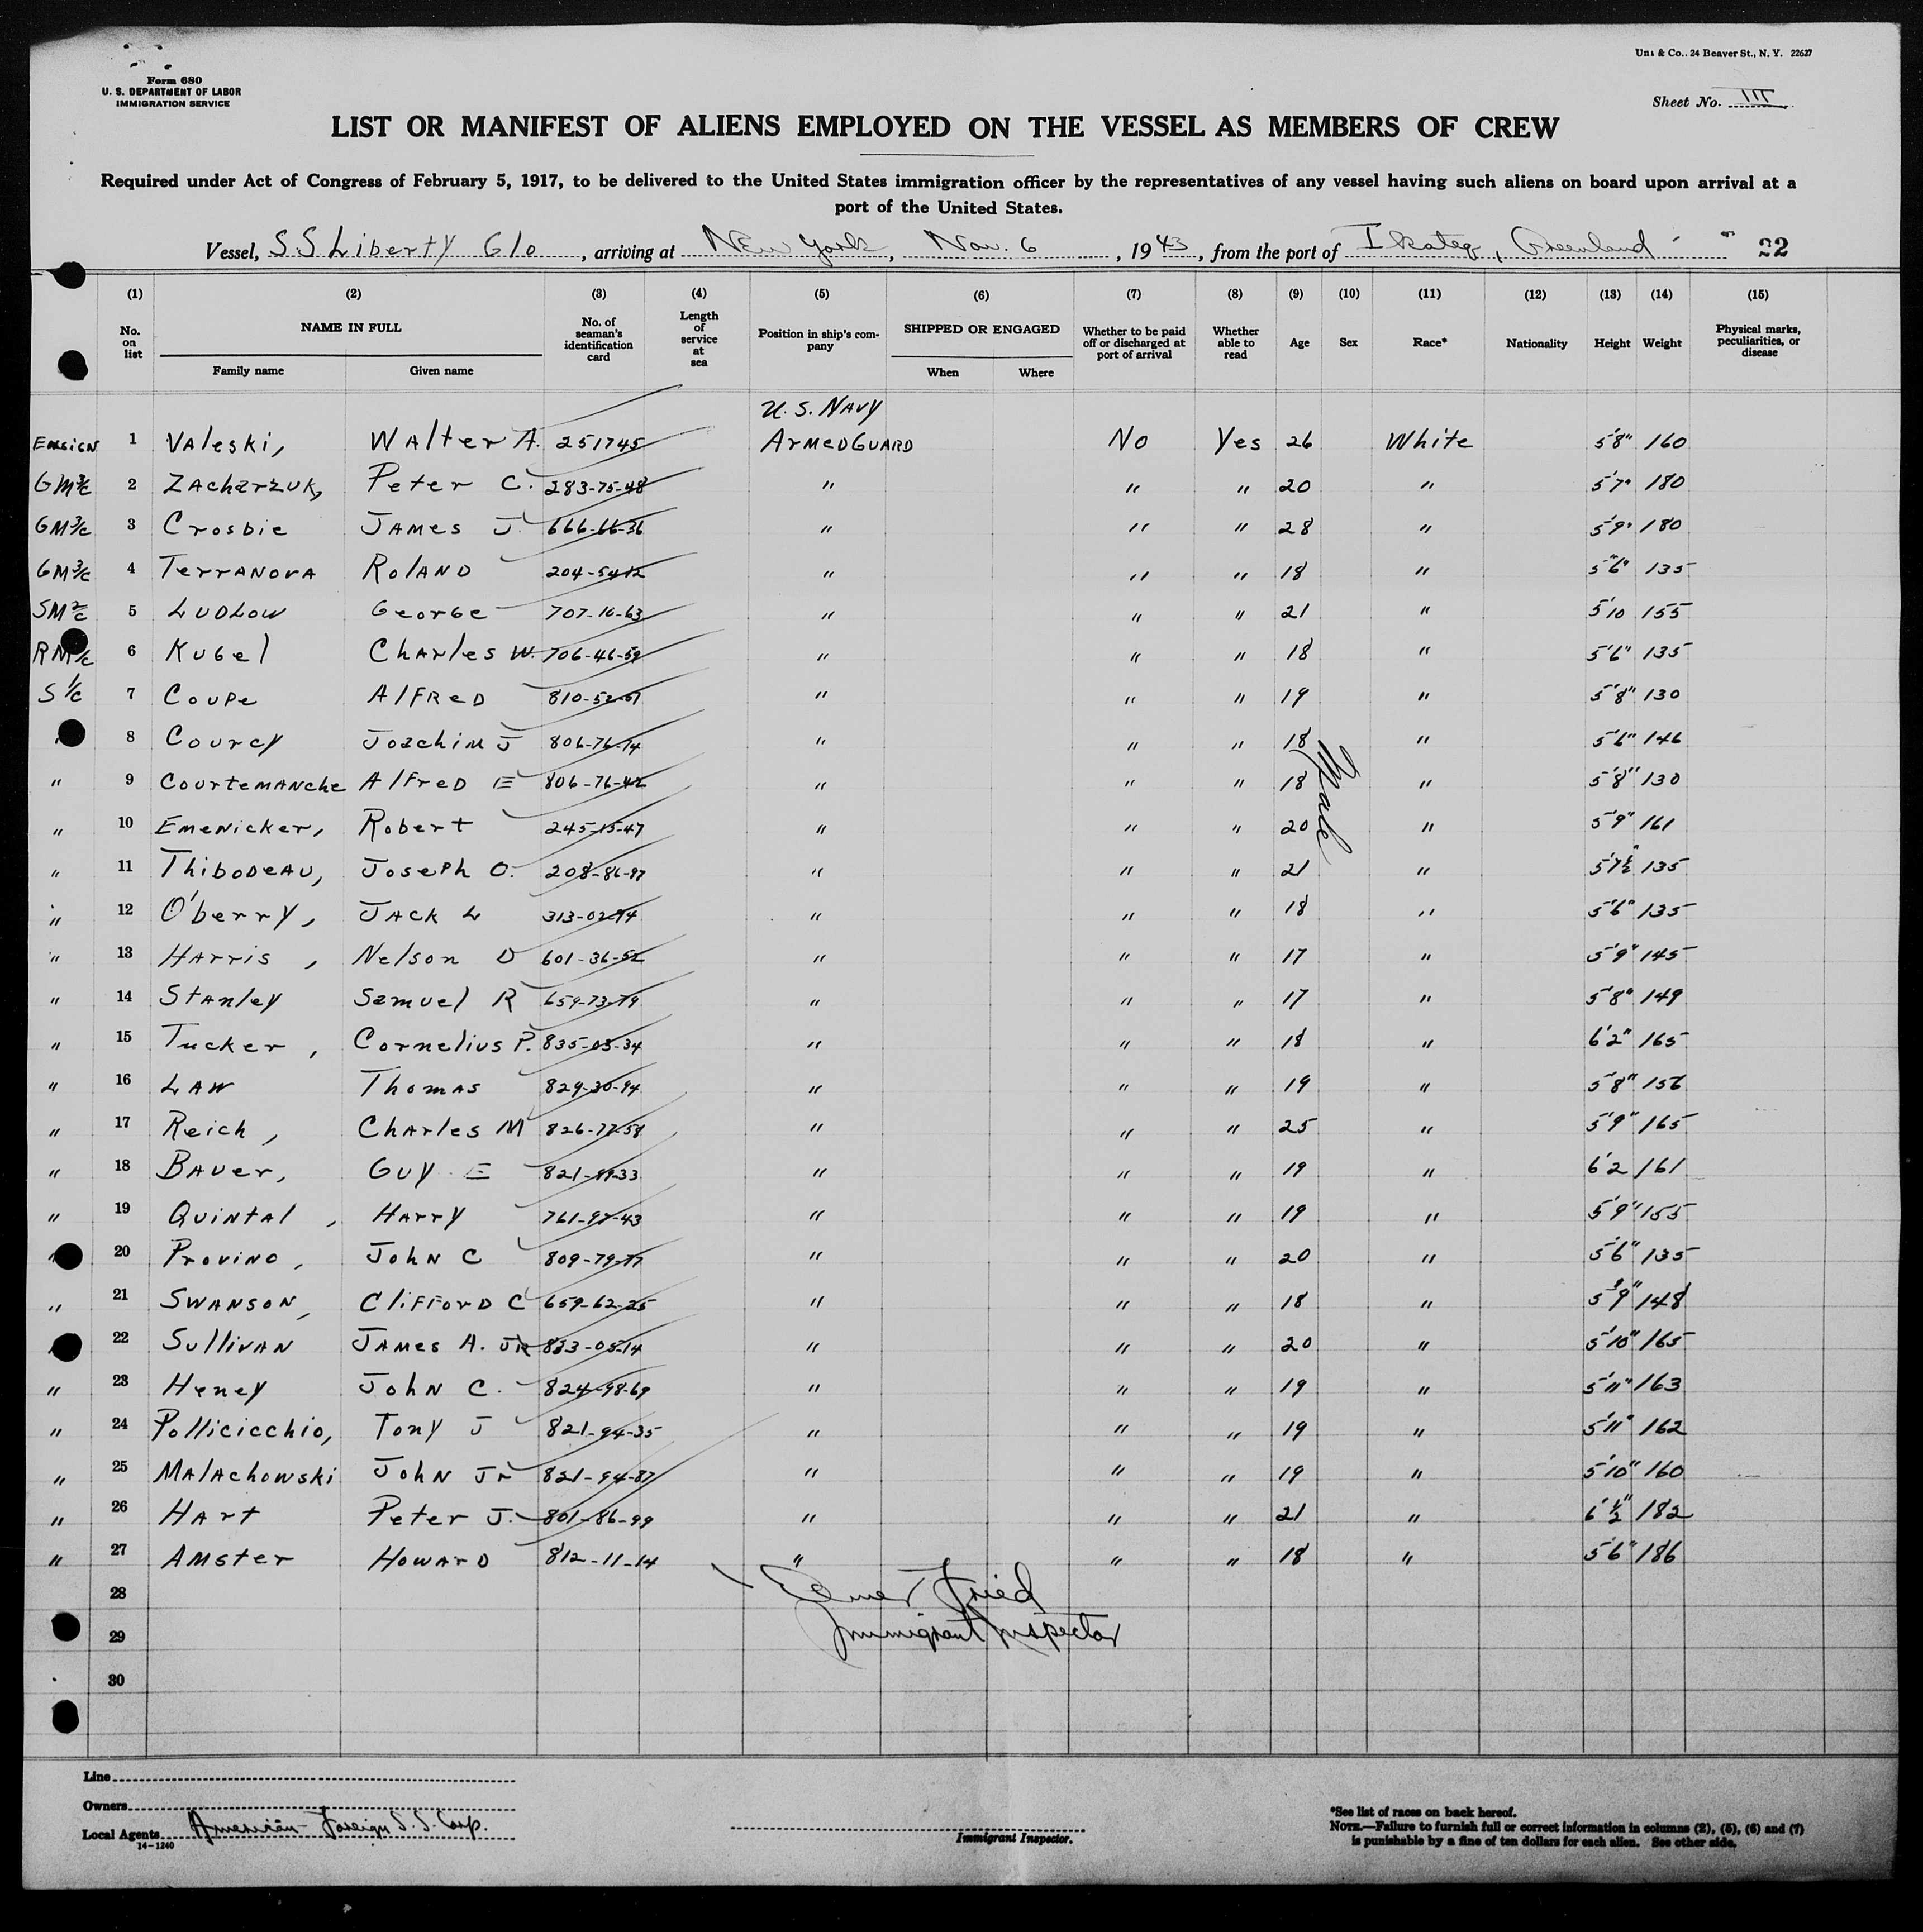 Form 680
U. S. DEPARTMENT OF LABOR
IMMIGRATION SERVICE
& Co.. 24 Beaver St., N. Y. 22627
Sheet No. III
LIST OR MANIFEST OF ALIENS EMPLOYED ON THE VESSEL AS MEMBERS OF CREW
Required under Act of Congress of February 5, 1917, to be delivered to the United States immigration officer by the representatives of any vessel having such aliens on board upon arrival at a
port of the United States.
Vessel, S.S Liberty Glo, arriving at New York, Nov. 6, 1943, from the port of Ikateq, Greenland 22
(1) (2) (3) (4) (5) (6) (7) (8) (9) (10) (11) (12) (13) (14) (15)
No. on list NAME IN FULL Family name Given name No. of seaman's identification card Length of service at sea Position in ship's company SHIPPED OR ENGAGED When Where Whether to be paid off or discharged at port of arrival Whether able to read Age Sex Race* Nationality Height Weight Physical marks, peculiarities, or disease
U. S. NAVY
Ensign 1 Valeski, Walter A. 251745 Armed Guard No Yes 26 White 5'8" 160
GM 3/c 2 Zacharzuk, Peter C. 283-75-48 " " " 20 " 5'7" 180
GM 3/c 3 Crosbie James J 666-66-36 " " " 28 " 5'9" 180
GM 3/c 4 Terranova Roland 204-54-12 " " " 18 " 5'6" 135
SM 2/c 5 Ludlow George 707-10-63 " " " 21 " 5'10 155
RM /c 6 Kubel Charles W. 706-46-59 " " " 18 " 5'6" 135
S 1/c 7 Coupe Alfred 810-52-07 " " " 19 " 5'8" 130
8 Courcy Joachim J 806-76-74 " " " 18 " 5'6" 146
" 9 Courtemanche Alfred E 806-76-42 " " " 18 Male " 5'8" 130
" 10 Emenicker, Robert 245-15-47 " " " 20 " 5'9" 161
" 11 Thibodeau, Joseph O. 208-86-97 " " " 21 " 5'7½" 135
" 12 O'berry, Jack L 313-02-94 " " " 18 " 5'6" 135
" 13 Harris, Nelson D 601-36-52 " " " 17 " 5'9" 145
" 14 Stanley Samuel R 659-73-79 " " " 17 " 5'8" 149
" 15 Tucker, Cornelius P. 835-03-34 " " " 18 " 6'2" 165
" 16 Law Thomas 829-30-94 " " " 19 " 5'8" 156
" 17 Reich, Charles M 826-77-58 " " " 25 " 5'9" 165
" 18 Bauer, Guy E 821-99-33 " " " 19 " 6'2 161
" 19 Quintal, Harry 761-97-43 " " " 19 " 5'9" 155
" 20 Provino, John C 809-79-77 " " " 20 " 5'6" 135
" 21 Swanson, Clifford C 659-62-25 " " " 18 " 5'9" 148
" 22 Sullivan James A. Jr 833-05-14 " " " 20 " 5'10" 165
" 23 Heney John C. 824-98-69 " " " 19 " 5'11" 163
" 24 Pollicicchio, Tony J 821-94-35 " " " 19 " 5'11" 162
" 25 Malachowski John Jr 821-94-87 " " " 19 " 5'10" 160
" 26 Hart Peter J. 801-86-99 " " " 21 " 6'½" 182
" 27 Amster Howard 812-11-14 " " " 18 " 5'6" 186
28 Elmer Fried
29 Immigrant Inspector
30
Line
Owners
Local Agents American-Foreign S.S. Corp.
14-1240
Immigrant Inspector.
*See list of races on back hereof.
NOTE.—Failure to furnish full or correct information in columns (2), (5), (6) and (7)
is punishable by a fine of ten dollars for each alien. See other side.